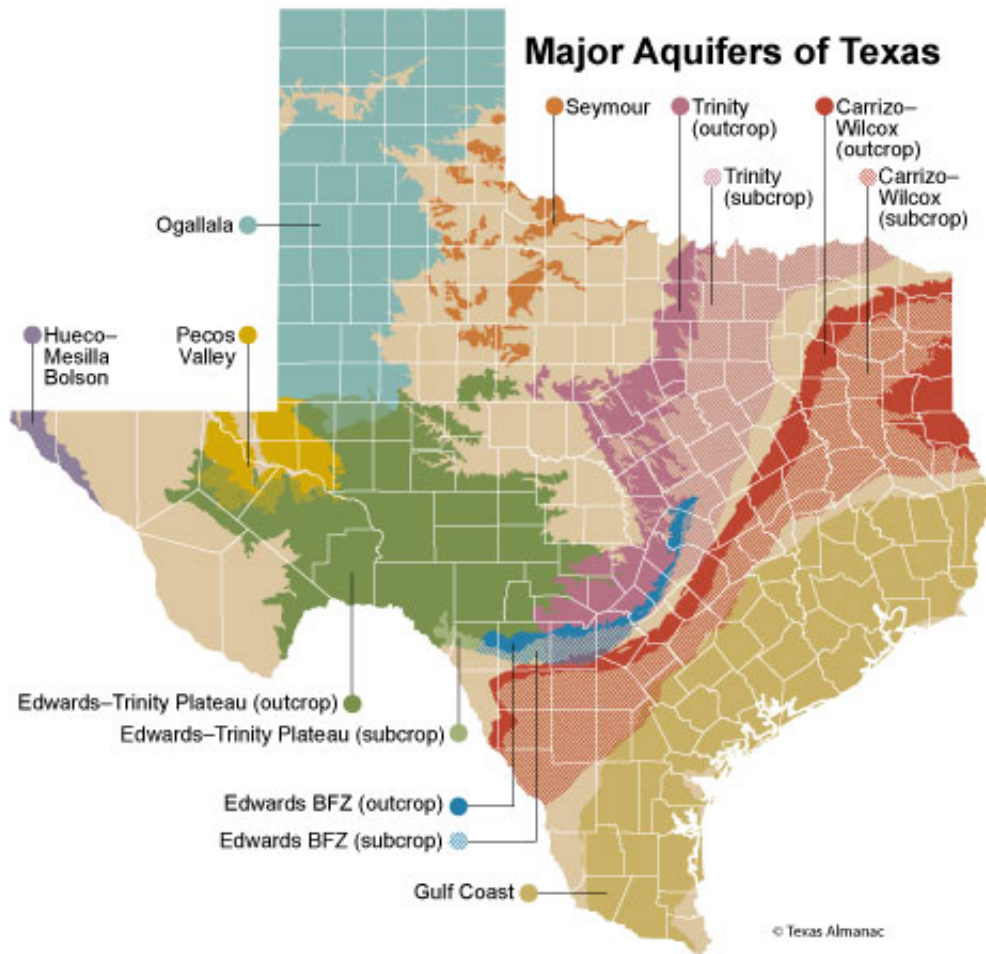 Major Aquifers of Texas
Seymour
Trinity
(outcrop)
Carrizo–
Wilcox
(outcrop)
Trinity
(subcrop)
Carrizo–
Wilcox
(subcrop)
Ogallala
Hueco–
Mesilla
Bolson
Pecos
Valley
Edwards–Trinity Plateau (outcrop)
Edwards–Trinity Plateau (subcrop)
Edwards BFZ (outcrop)
Edwards BFZ (subcrop)
Gulf Coast
© Texas Almanac